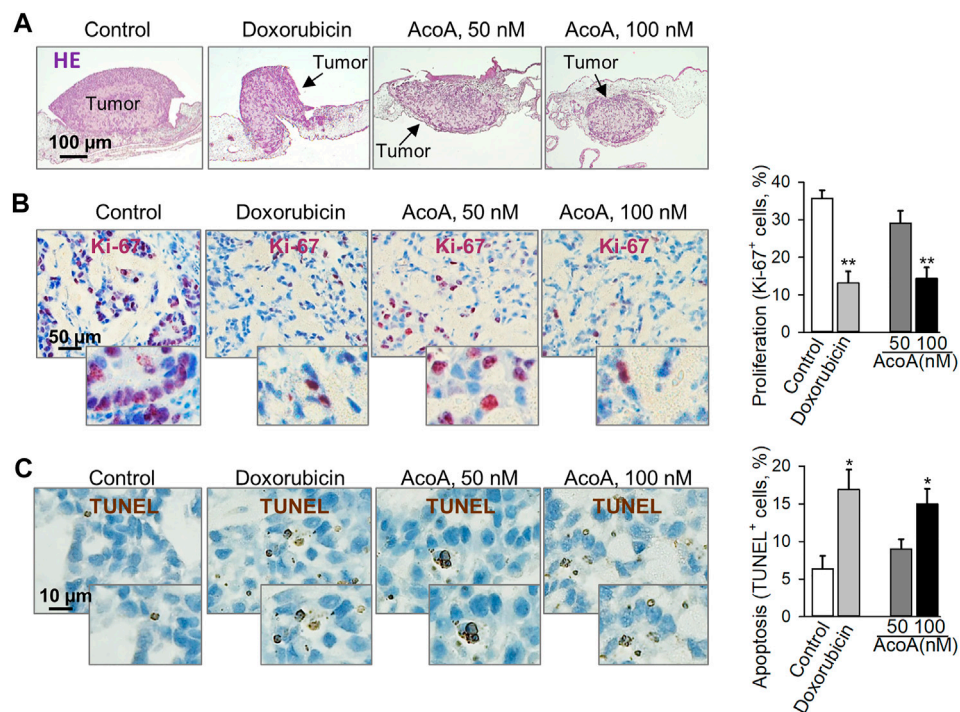 A
Control
Doxorubicin
AcoA, 50 nM
AcoA, 100 nM
HE
Tumor
Tumor
Tumor
Tumor
100 µm
B
Control
Doxorubicin
AcoA, 50 nM
AcoA, 100 nM
Ki-67
Ki-67
Ki-67
Ki-67
50 µm
Proliferation (Ki-67⁺ cells, %)
40
30
20
10
0
**
**
Control
Doxorubicin
50 100
AcoA(nM)
C
Control
Doxorubicin
AcoA, 50 nM
AcoA, 100 nM
TUNEL
TUNEL
TUNEL
TUNEL
10 µm
Apoptosis (TUNEL⁺ cells, %)
20
15
10
5
0
*
*
Control
Doxorubicin
50 100
AcoA(nM)